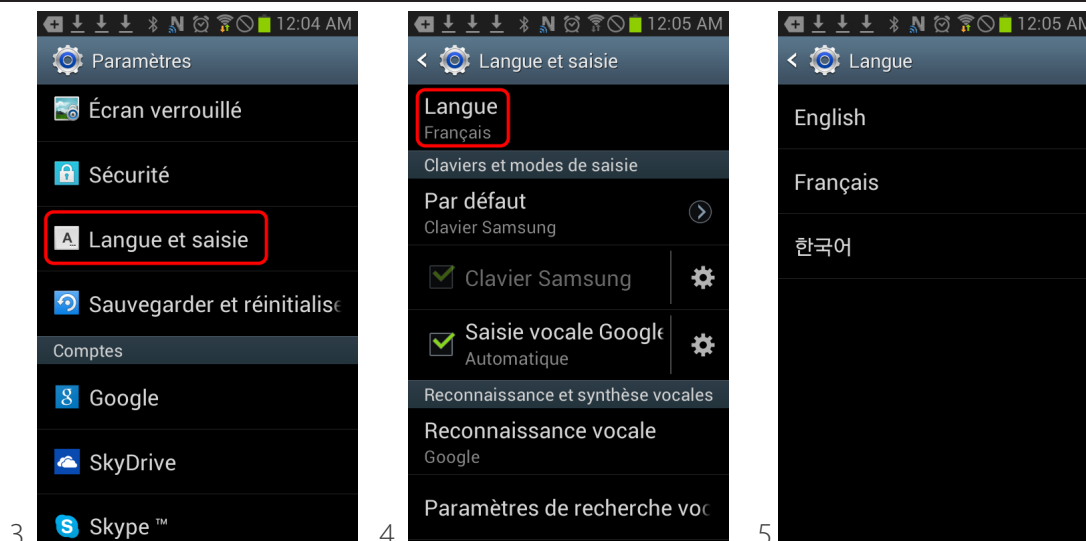 12:04 AM
Paramètres
Écran verrouillé
Sécurité
A
Langue et saisie
Sauvegarder et réinitialise
Comptes
8 Google
SkyDrive
S Skype ™
3
12:05 AM
< Langue et saisie
Langue
Français
Claviers et modes de saisie
Par défaut
Clavier Samsung
Clavier Samsung
Saisie vocale Google
Automatique
Reconnaissance et synthèse vocales
Reconnaissance vocale
Google
Paramètres de recherche voc
4
12:05 AM
< Langue
English
Français
한국어
5